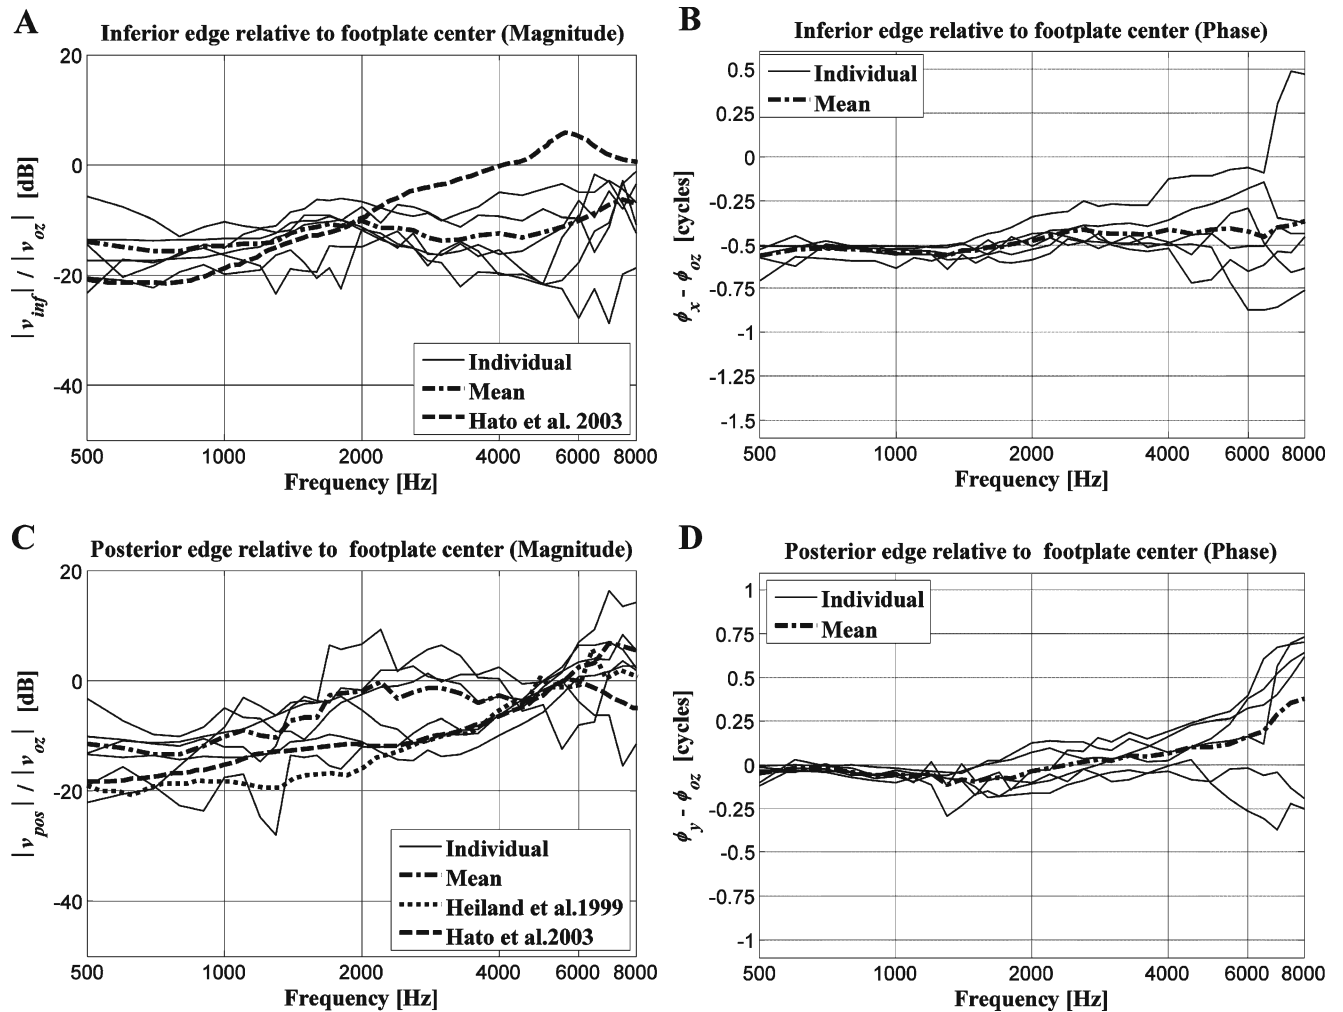 A
Inferior edge relative to footplate center (Magnitude)
20
0
-20
-40
|v_inf| / |v_oz| [dB]
Individual
Mean
Hato et al. 2003
500 1000 2000 4000 6000 8000
Frequency [Hz]
B
Inferior edge relative to footplate center (Phase)
Individual
Mean
0.5
0.25
0
-0.25
-0.5
-0.75
-1
-1.25
-1.5
ϕ_x - ϕ_oz [cycles]
500 1000 2000 4000 6000 8000
Frequency [Hz]
C
Posterior edge relative to footplate center (Magnitude)
20
0
-20
-40
|v_pos| / |v_oz| [dB]
Individual
Mean
Heiland et al.1999
Hato et al.2003
500 1000 2000 4000 6000 8000
Frequency [Hz]
D
Posterior edge relative to footplate center (Phase)
Individual
Mean
1
0.75
0.5
0.25
0
-0.25
-0.5
-0.75
-1
ϕ_y - ϕ_oz [cycles]
500 1000 2000 4000 6000 8000
Frequency [Hz]